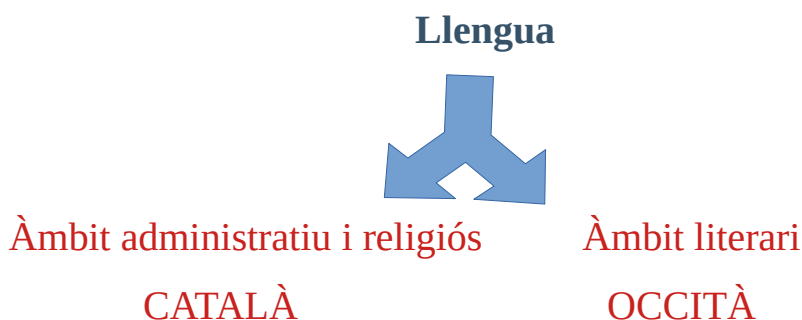 Llengua
Àmbit administratiu i religiós
Àmbit literari
CATALÀ
OCCITÀ